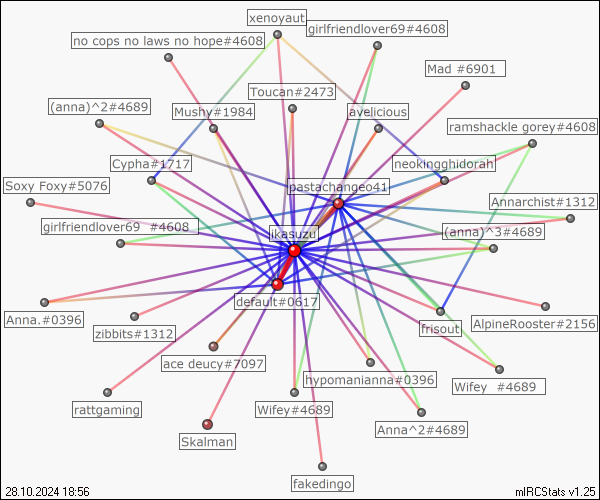 xenoyaut
girlfriendlover69#4608
no cops no laws no hope#4608
Mad #6901
Toucan#2473
(anna)^2#4689
Mushy#1984
avelicious
ramshackle gorey#4608
Cypha#1717
neokingghidorah
Soxy Foxy#5076
pastachangeo41
Annarchist#1312
girlfriendlover69 #4608
jikasuzu
(anna)^3#4689
default#0617
Anna.#0396
zibbits#1312
frisout
AlpineRooster#2156
ace deucy#7097
hypomanianna#0396
Wifey #4689
rattgaming
Wifey#4689
Anna^2#4689
Skalman
fakedingo
28.10.2024 18:56
mIRCStats v1.25